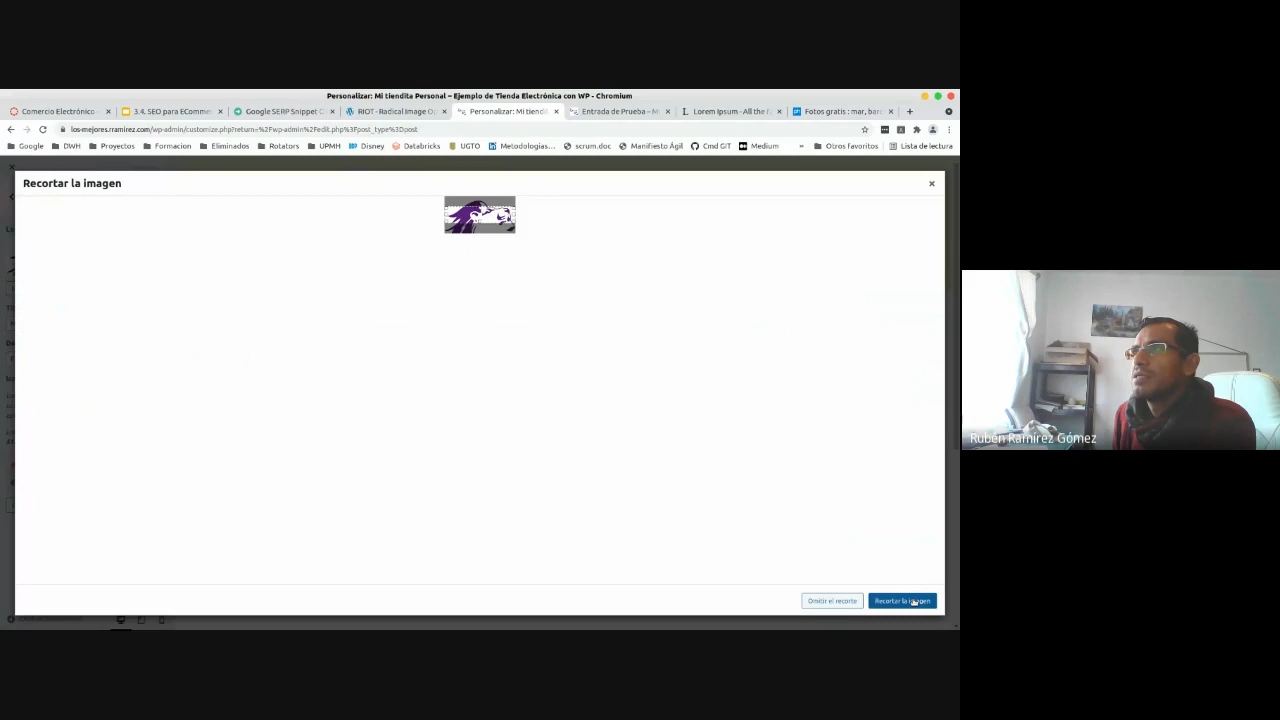 Personalizar: Mi tiendita Personal – Ejemplo de Tienda Electrónica con WP - Chromium
Comercio Electrónico
3.4. SEO para EComme
Google SERP Snippet
RIOT - Radical Image O
Personalizar: Mi tiendi
Entrada de Prueba – M
Lorem Ipsum - All the
Fotos gratis : mar, bar
los-mejores.rramirez.com/wp-admin/customize.php?return=%2Fwp-admin%2Fedit.php%3Fpost_type%3Dpost
Google DWH Proyectos Formacion Eliminados Rotators UPMH Disney Databricks UGTO Metodologías... scrum.doc Manifiesto Ágil Cmd GIT Medium » Otros favoritos Lista de lectura
Recortar la imagen
Omitir el recorte
Recortar la imagen
Rubén Ramírez Gómez